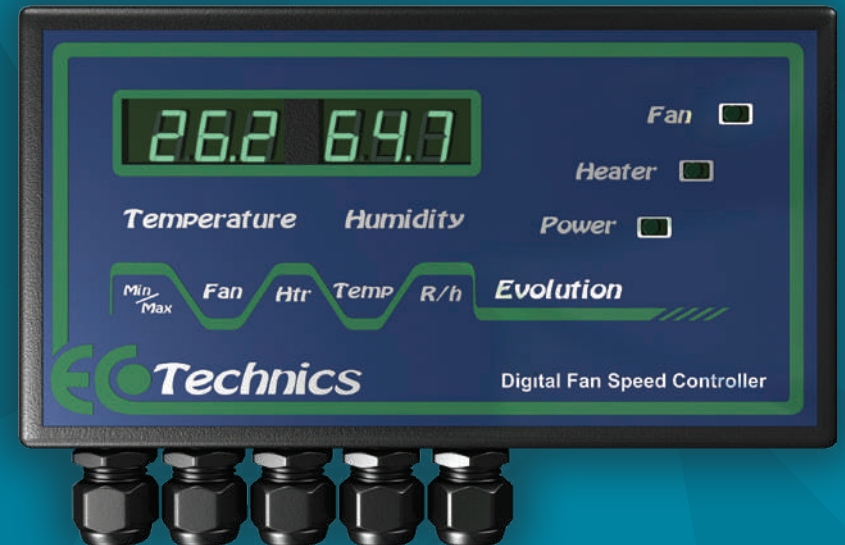 26.2 64.7
Fan
Heater
Temperature Humidity
Power
Min/Max Fan Htr Temp R/h Evolution
ECOTechnics
Digital Fan Speed Controller